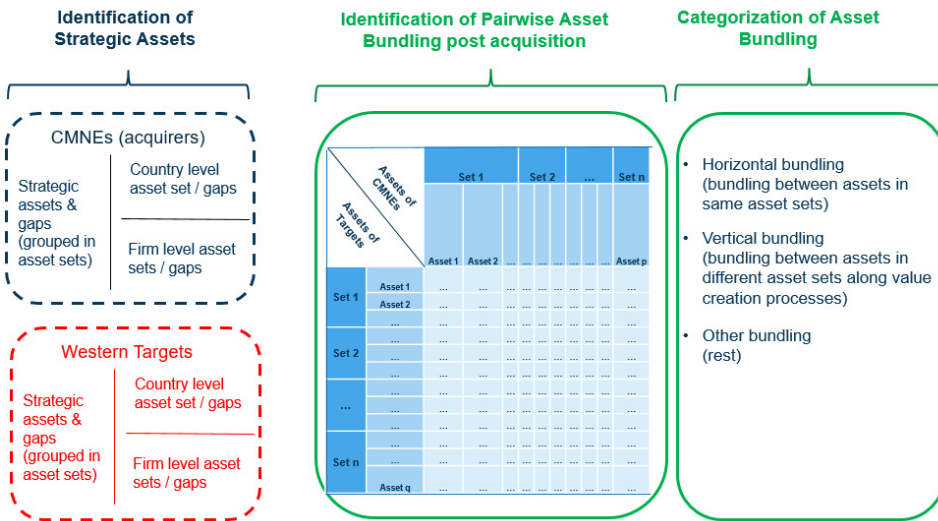 Identification of
Strategic Assets
Identification of Pairwise Asset
Bundling post acquisition
Categorization of Asset
Bundling
CMNEs (acquirers)
Strategic
assets &
gaps
(grouped in
asset sets)
Country level
asset set / gaps
Firm level asset
sets / gaps
Western Targets
Strategic
assets &
gaps
(grouped in
asset sets)
Country level
asset set / gaps
Firm level asset
sets / gaps
Assets of
CMNEs
Assets of
Targets
Set 1 Set 2 ... Set n
Asset 1 Asset 2 ... ... ... ... ... ... Asset p
Set 1
Asset 1 ... ... ... ... ... ... ... ... ...
Asset 2 ... ... ... ... ... ... ... ... ...
... ... ... ... ... ... ... ... ... ...
Set 2
... ... ... ... ... ... ... ... ... ...
... ... ... ... ... ... ... ... ... ...
... ... ... ... ... ... ... ... ... ...
...
... ... ... ... ... ... ... ... ... ...
... ... ... ... ... ... ... ... ... ...
... ... ... ... ... ... ... ... ... ...
Set n
... ... ... ... ... ... ... ... ... ...
... ... ... ... ... ... ... ... ... ...
Asset q ... ... ... ... ... ... ... ... ...
• Horizontal bundling
(bundling between assets in
same asset sets)
• Vertical bundling
(bundling between assets in
different asset sets along value
creation processes)
• Other bundling
(rest)